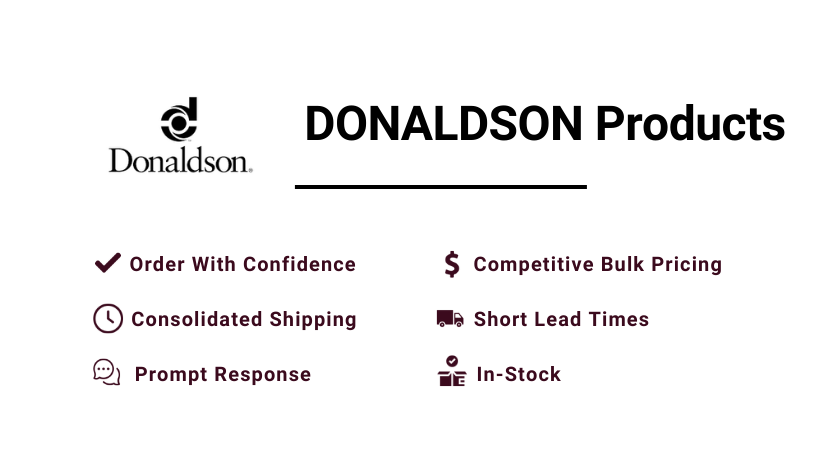 DONALDSON Products
Donaldson.
Order With Confidence
Competitive Bulk Pricing
Consolidated Shipping
Short Lead Times
Prompt Response
In-Stock